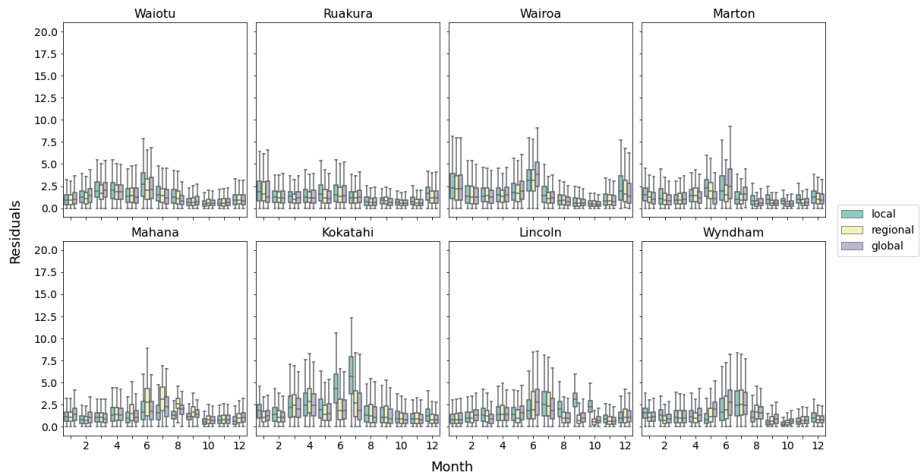 Waiotu Ruakura Wairoa Marton
20.0
17.5
15.0
12.5
10.0
7.5
5.0
2.5
0.0
Mahana Kokatahi Lincoln Wyndham
20.0
17.5
15.0
12.5
10.0
7.5
5.0
2.5
0.0
2 4 6 8 10 12 2 4 6 8 10 12 2 4 6 8 10 12 2 4 6 8 10 12
Residuals
Month
local
regional
global